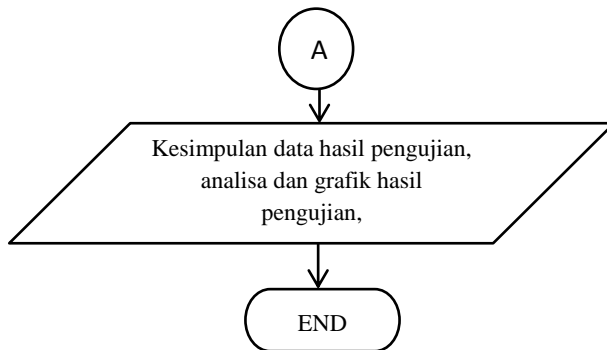 A
Kesimpulan data hasil pengujian,
analisa dan grafik hasil
pengujian,
END